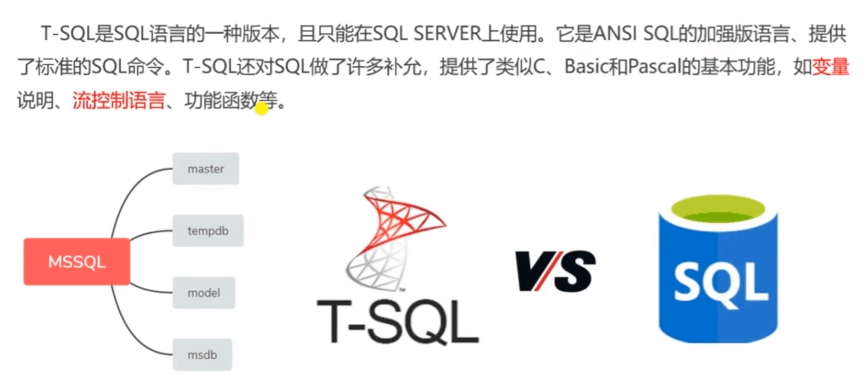 T-SQL是SQL语言的一种版本，且只能在SQL SERVER上使用。它是ANSI SQL的加强版语言、提供
了标准的SQL命令。T-SQL还对SQL做了许多补允，提供了类似C、Basic和Pascal的基本功能，如变量
说明、流控制语言、功能函数等。
master
tempdb
MSSQL
model
msdb
T-SQL
VS
SQL